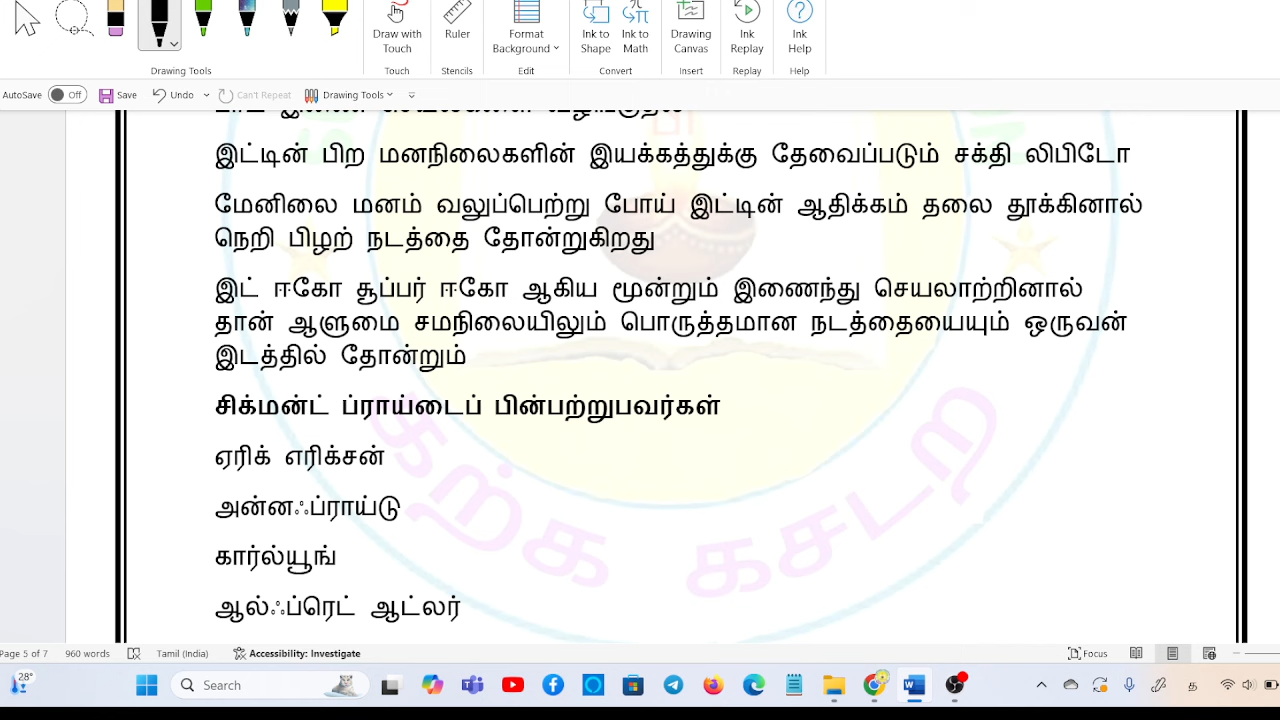 Draw with Touch
Ruler
Format Background
Ink to Shape
Ink to Math
Drawing Canvas
Ink Replay
Ink Help
Drawing Tools
Touch
Stencils
Edit
Convert
Insert
Replay
Help
AutoSave Off Save Undo Can't Repeat Drawing Tools
இட்டின் பிற மனநிலைகளின் இயக்கத்துக்கு தேவைப்படும் சக்தி லிபிடோ
மேனிலை மனம் வலுப்பெற்று போய் இட்டின் ஆதிக்கம் தலை தூக்கினால்
நெறி பிழற் நடத்தை தோன்றுகிறது
இட் ஈகோ சூப்பர் ஈகோ ஆகிய மூன்றும் இணைந்து செயலாற்றினால்
தான் ஆளுமை சமநிலையிலும் பொருத்தமான நடத்தையையும் ஒருவன்
இடத்தில் தோன்றும்
சிக்மன்ட் ப்ராய்டைப் பின்பற்றுபவர்கள்
ஏரிக் எரிக்சன்
அன்னஃப்ராய்டு
கார்ல்யூங்
ஆல்ஃப்ரெட் ஆட்லர்
கற்க கசடற
Page 5 of 7 960 words Tamil (India) Accessibility: Investigate Focus
28° Search